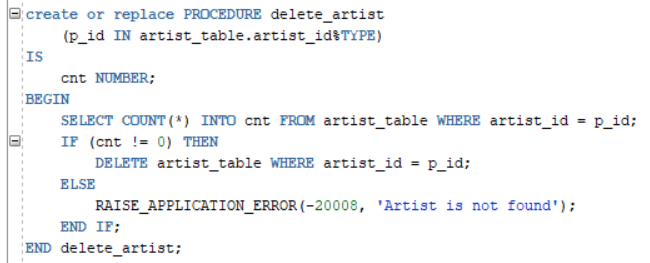 create or replace PROCEDURE delete_artist
(p_id IN artist_table.artist_id%TYPE)
IS
cnt NUMBER;
BEGIN
SELECT COUNT(*) INTO cnt FROM artist_table WHERE artist_id = p_id;
IF (cnt != 0) THEN
DELETE artist_table WHERE artist_id = p_id;
ELSE
RAISE_APPLICATION_ERROR(-20008, 'Artist is not found');
END IF;
END delete_artist;